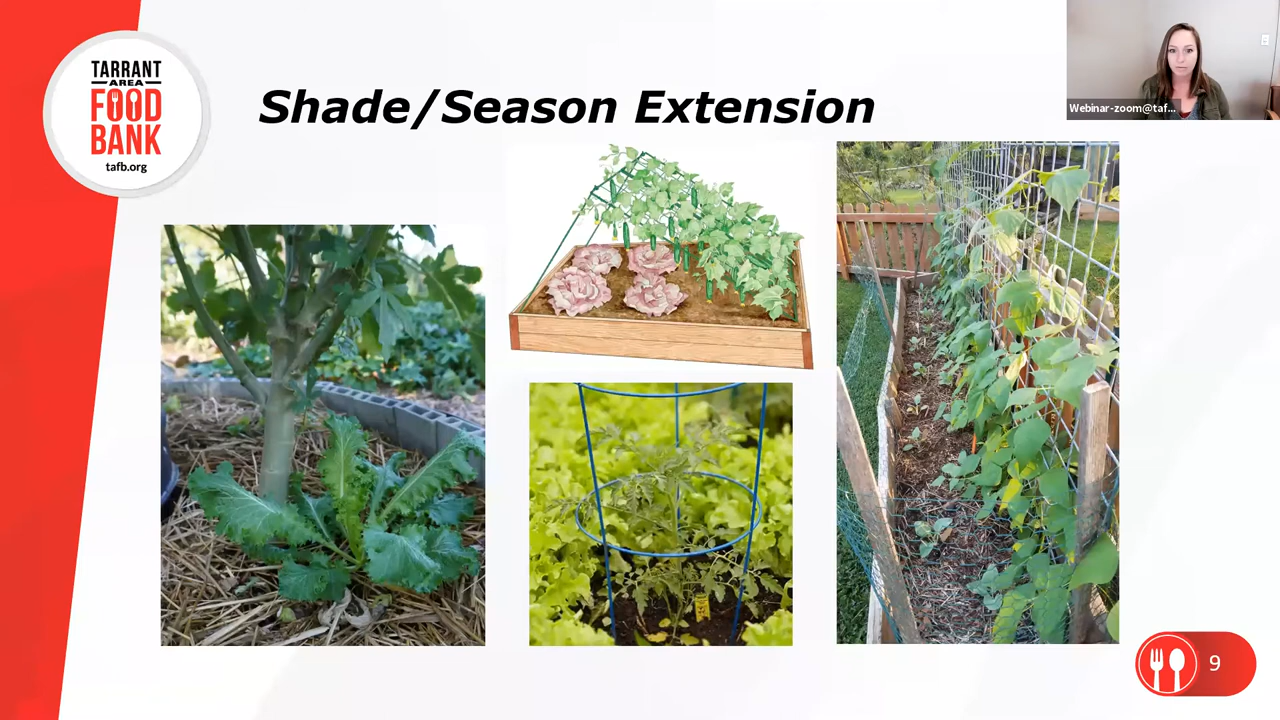 TARRANT
AREA
FOOD
BANK
tafb.org
Shade/Season Extension
Webinar-zoom@taf...
9